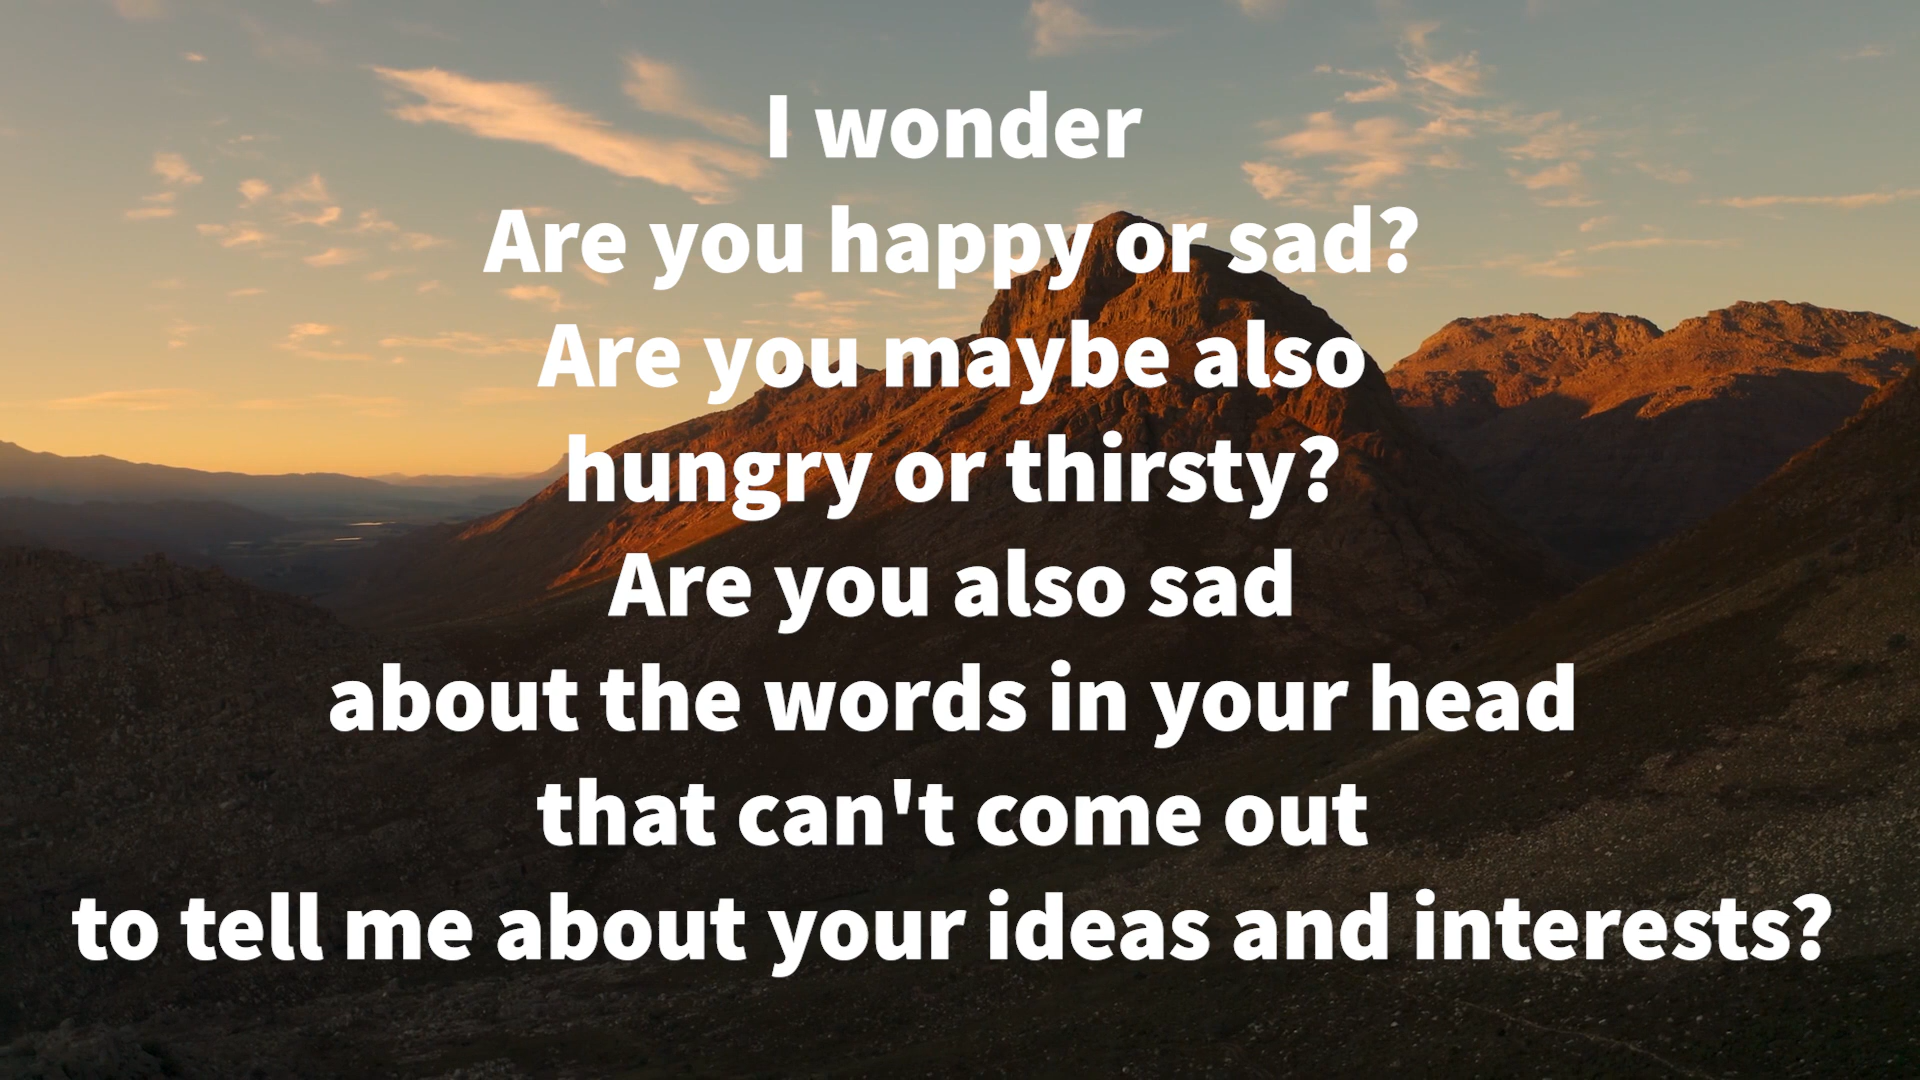 I wonder
Are you happy or sad?
Are you maybe also
hungry or thirsty?
Are you also sad
about the words in your head
that can't come out
to tell me about your ideas and interests?